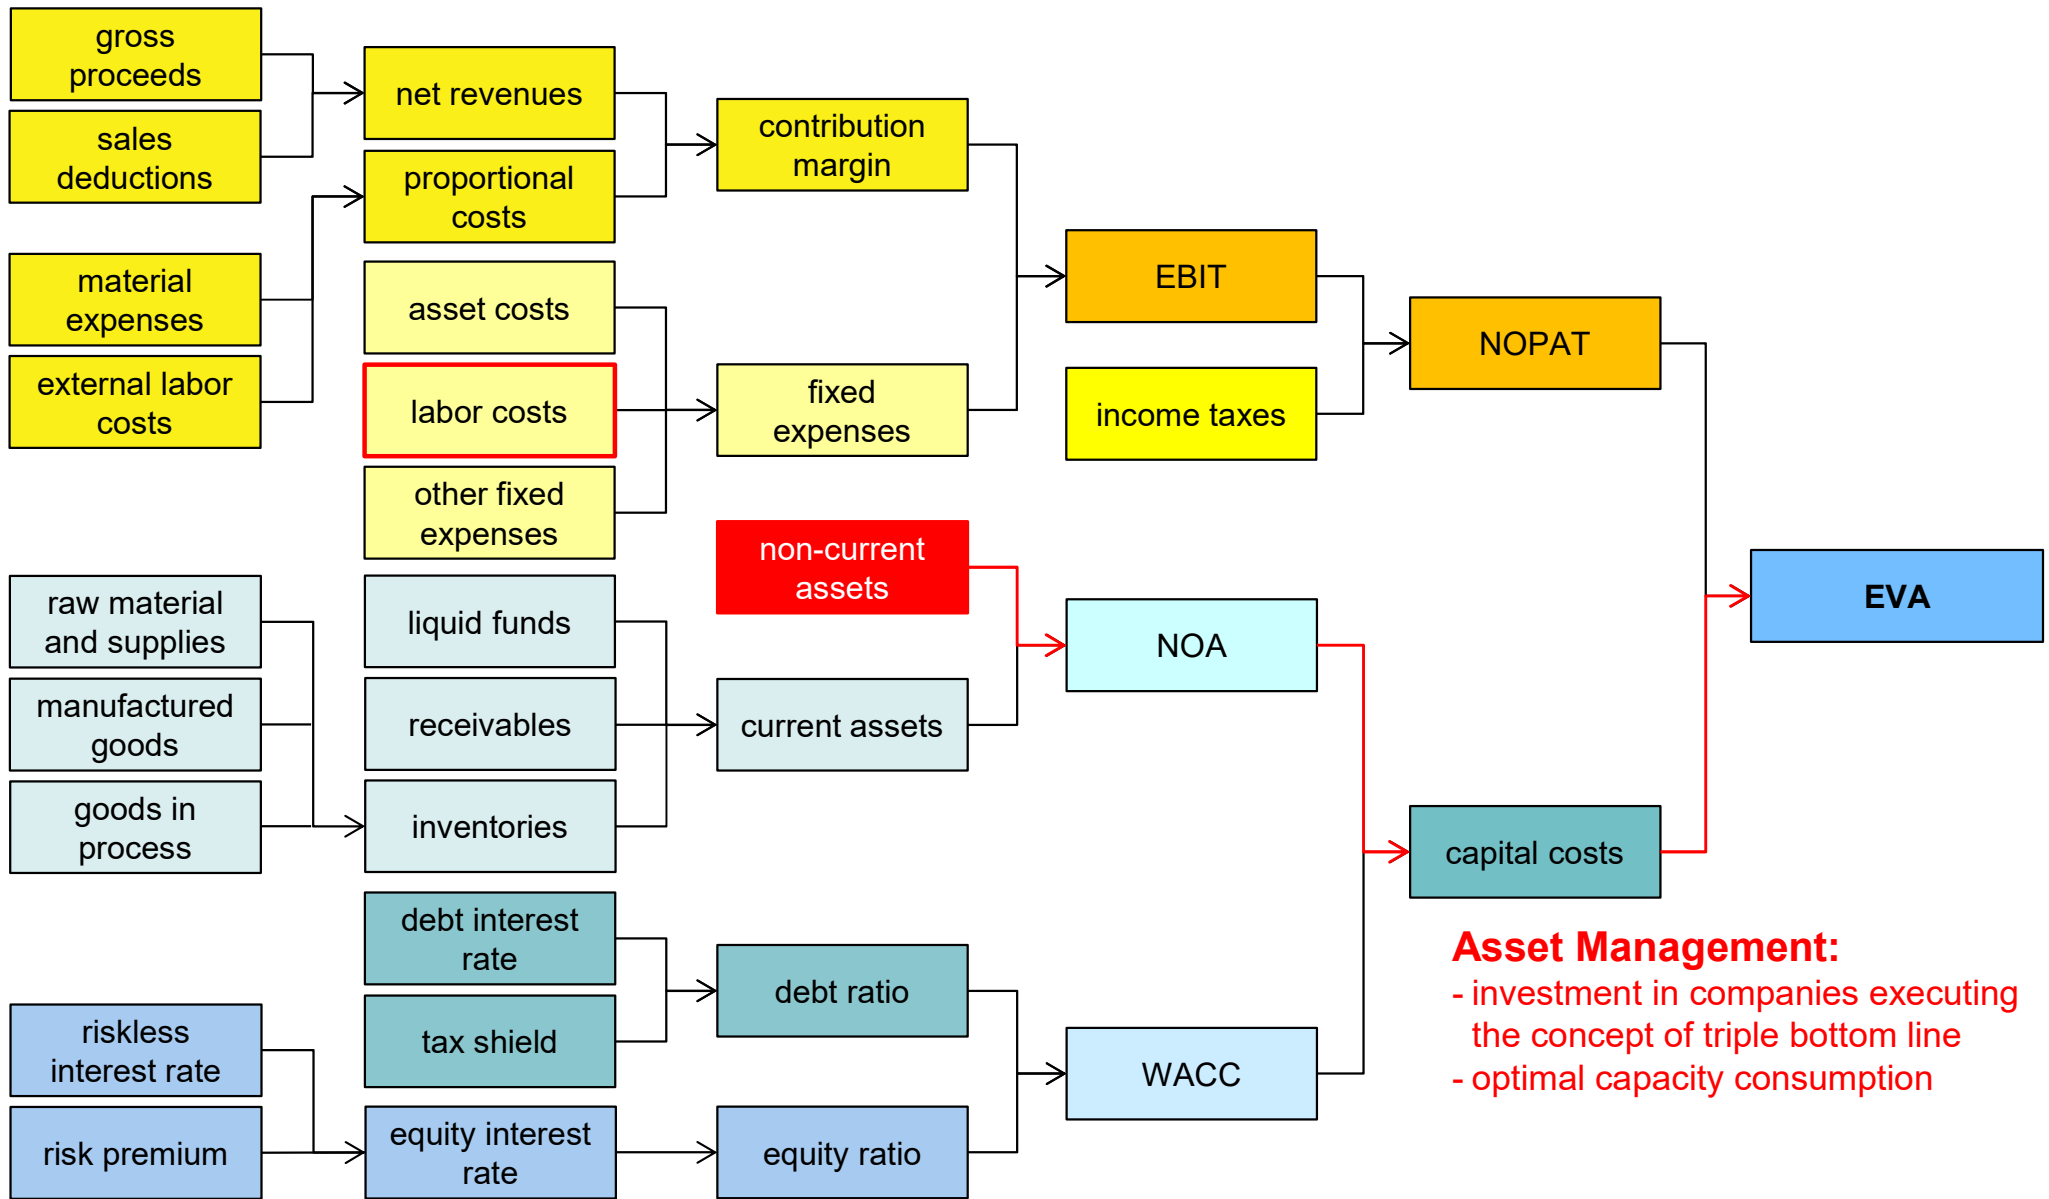 gross
proceeds
sales
deductions
material
expenses
external labor
costs
raw material
and supplies
manufactured
goods
goods in
process
riskless
interest rate
risk premium
net revenues
proportional
costs
asset costs
labor costs
other fixed
expenses
liquid funds
receivables
inventories
debt interest
rate
tax shield
equity interest
rate
contribution
margin
fixed
expenses
non-current
assets
current assets
debt ratio
equity ratio
EBIT
income taxes
NOA
WACC
NOPAT
capital costs
EVA
Asset Management:
- investment in companies executing
the concept of triple bottom line
- optimal capacity consumption